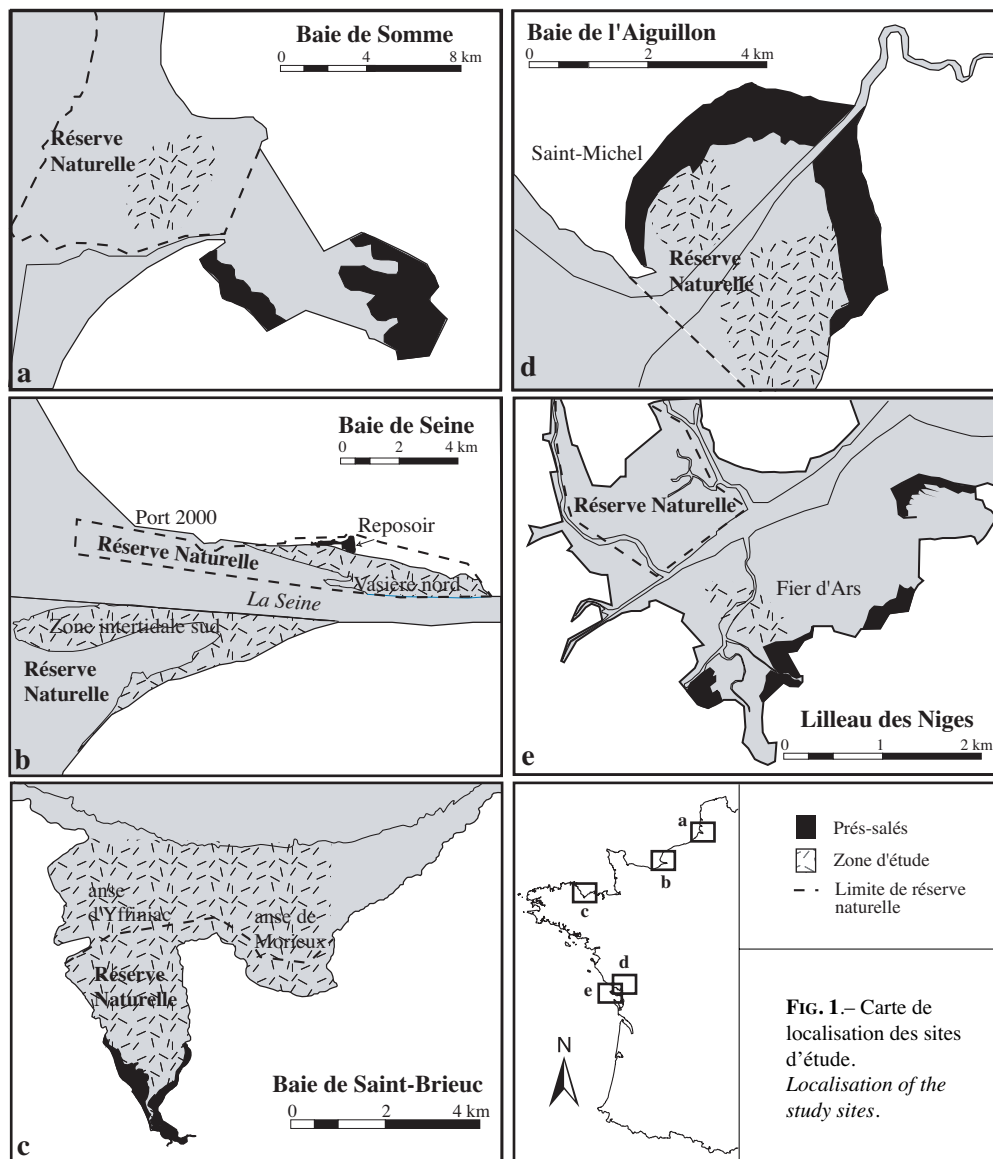 Baie de Somme
0 4 8 km
Réserve
Naturelle
a
Baie de l'Aiguillon
0 2 4 km
Saint-Michel
Réserve
Naturelle
d
Baie de Seine
0 2 4 km
Port 2000
Reposoir
Réserve Naturelle
Vasière nord
La Seine
Zone intertidale sud
Réserve
Naturelle
b
Réserve Naturelle
Fier d'Ars
Lilleau des Niges
0 1 2 km
e
anse
d'Yffiniac
anse de
Morieux
Réserve
Naturelle
Baie de Saint-Brieuc
0 2 4 km
c
a
b
c
d
e
N
Prés-salés
Zone d'étude
Limite de réserve
naturelle
FIG. 1.– Carte de
localisation des sites
d'étude.
Localisation of the
study sites.